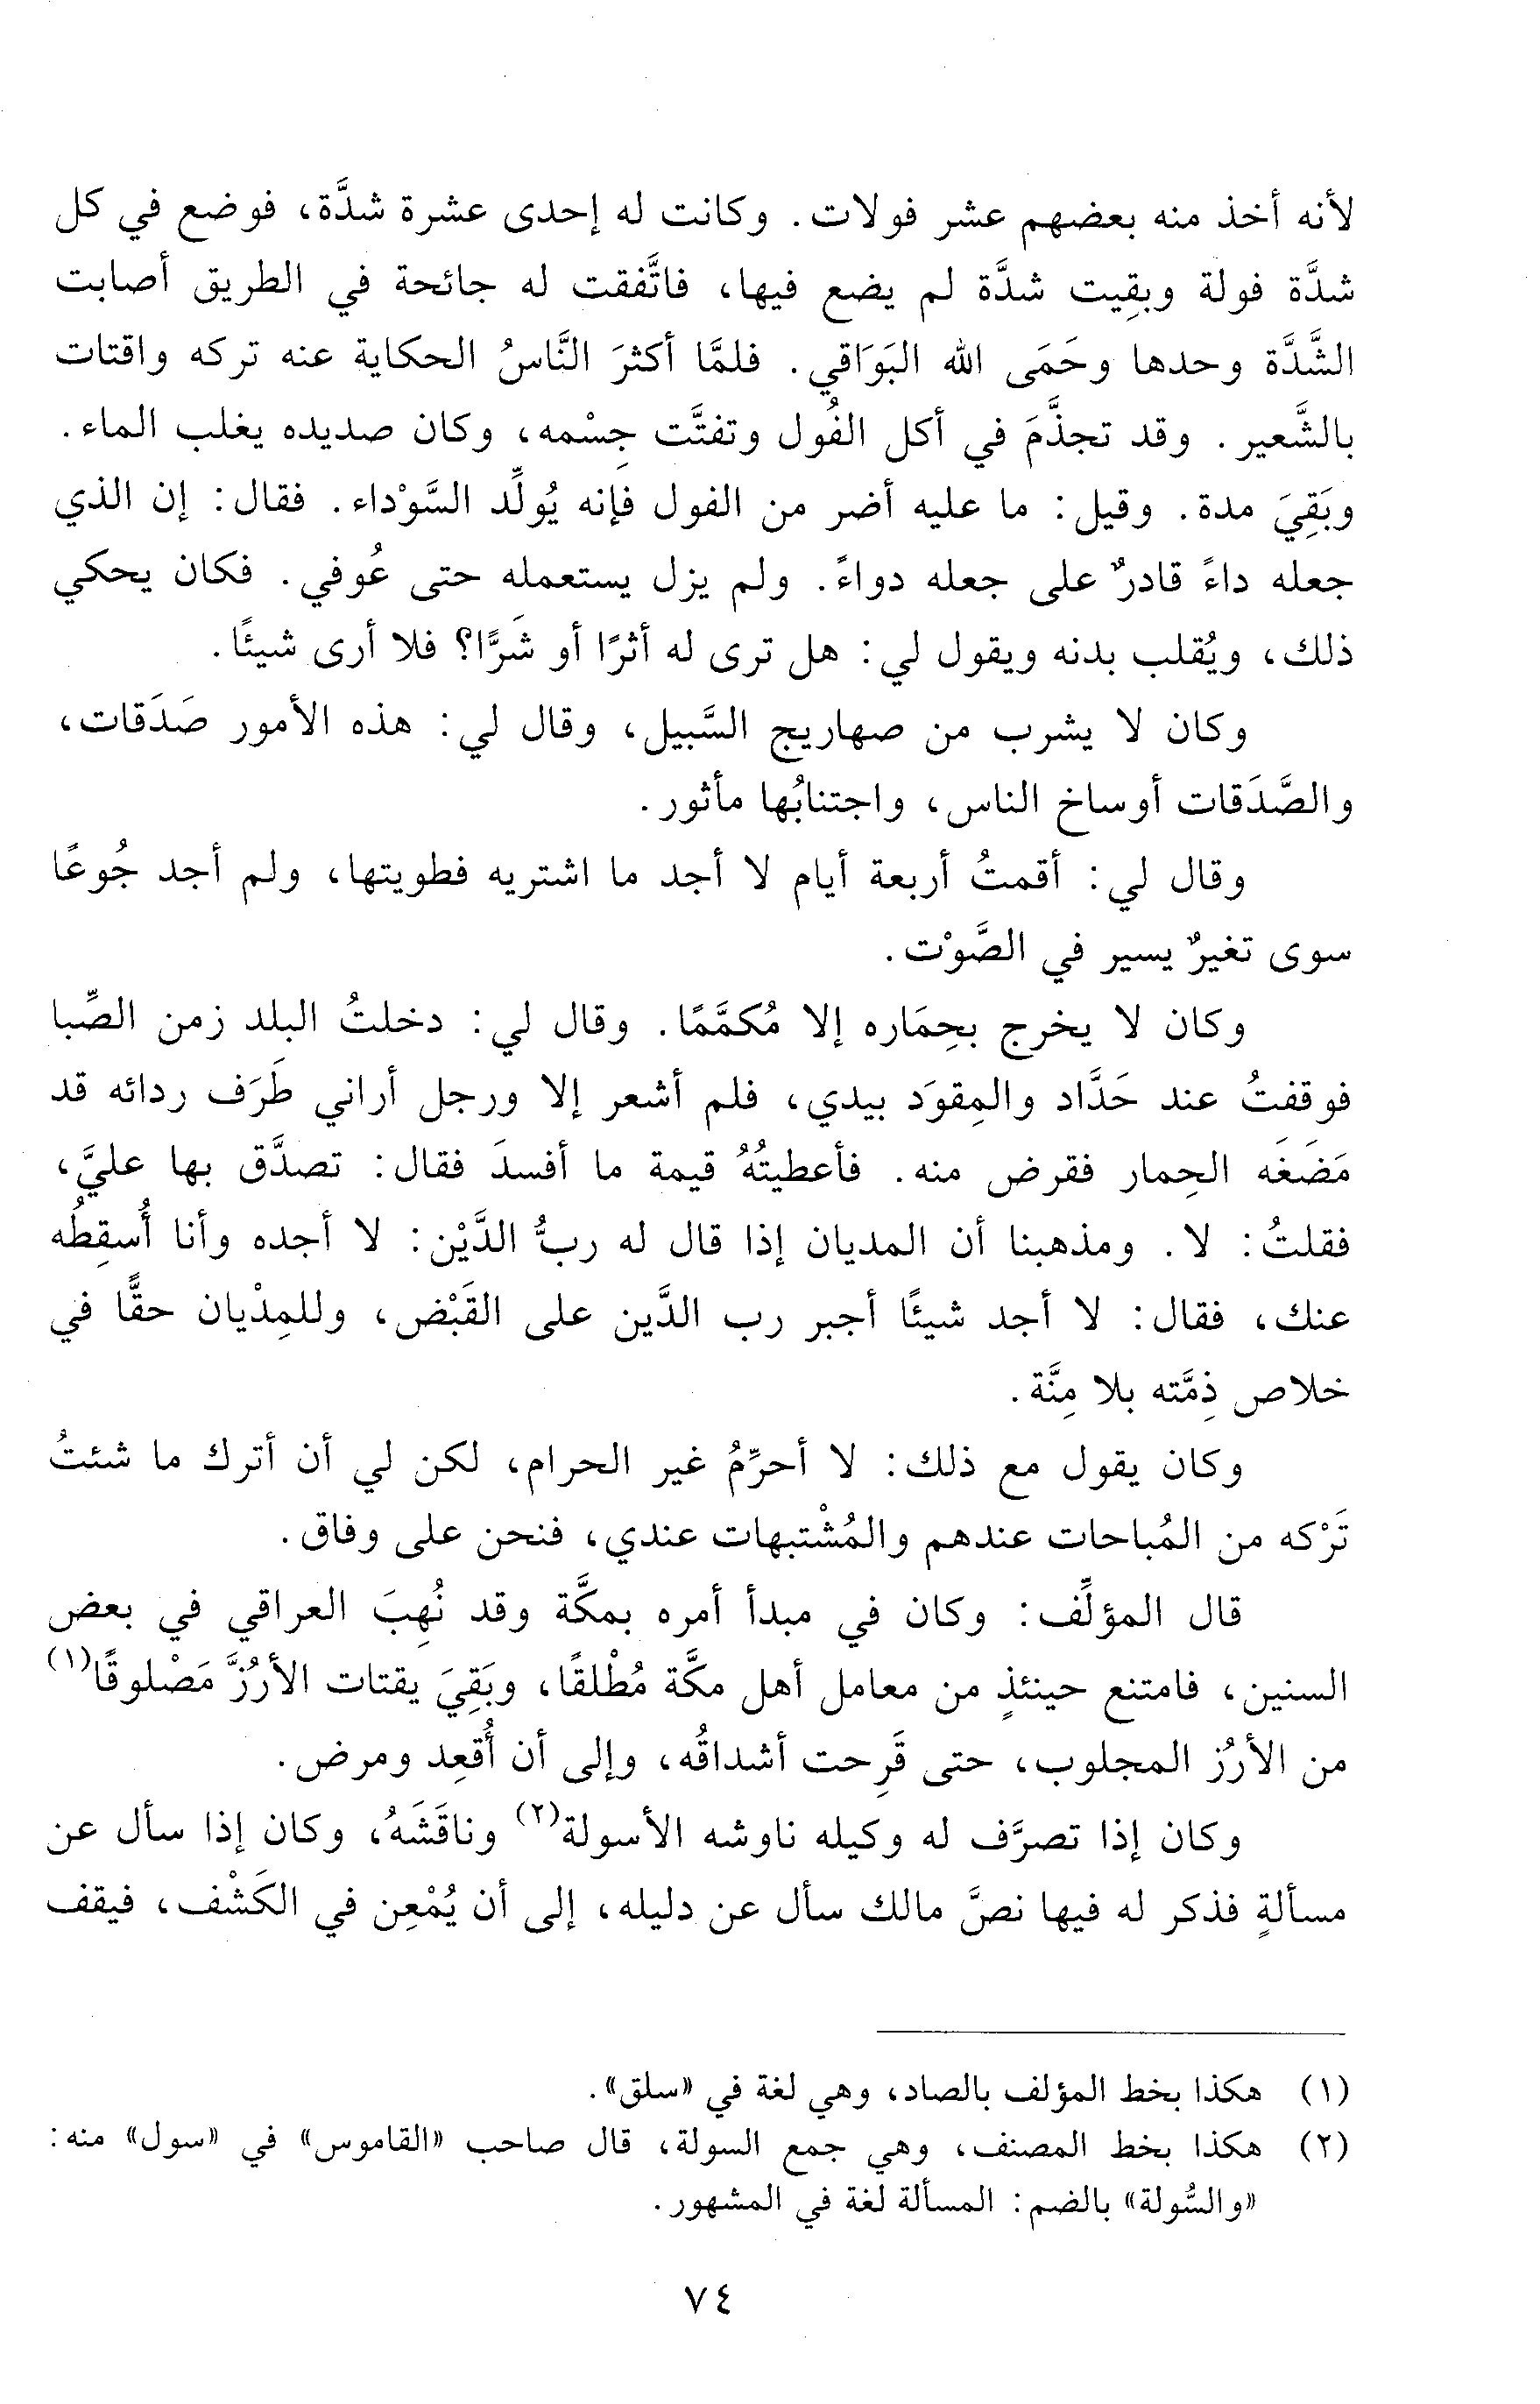 لأنه أخذ منه بعضهم عشر فولات. وكانت له إحدى عشرة شدَّة، فوضع في كل
شدَّة فولة وبقِيت شدَّة لم يضع فيها، فاتَّفقت له جائحة في الطريق أصابت
الشَّدَّة وحدها وحَمَى الله البَوَاقي. فلمَّا أكثرَ النَّاسُ الحكاية عنه تركه واقتات
بالشَّعير. وقد تجذَّمَ في أكل الفُول وتفتَّت جِسْمه، وكان صديده يغلب الماء.
وبَقِيَ مدة. وقيل: ما عليه أضر من الفول فإنه يُولِّد السَّوْداء. فقال: إن الذي
جعله داءً قادرٌ على جعله دواءً. ولم يزل يستعمله حتى عُوفي. فكان يحكي
ذلك، ويُقلب بدنه ويقول لي: هل ترى له أثرًا أو شَرًّا؟ فلا أرى شيئًا.
وكان لا يشرب من صهاريج السَّبيل، وقال لي: هذه الأمور صَدَقات،
والصَّدَقات أوساخ الناس، واجتنابُها مأثور.
وقال لي: أقمتُ أربعة أيام لا أجد ما اشتريه فطويتها، ولم أجد جُوعًا
سوى تغيرٌ يسير في الصَّوْت.
وكان لا يخرج بحِمَاره إلا مُكمَّمًا. وقال لي: دخلتُ البلد زمن الصِّبا
فوقفتُ عند حَدَّاد والمِقوَد بيدي، فلم أشعر إلا ورجل أراني طَرَف ردائه قد
مَضَغَه الحِمار فقرض منه. فأعطيتُهُ قيمة ما أفسدَ فقال: تصدَّق بها عليَّ،
فقلتُ: لا. ومذهبنا أن المديان إذا قال له ربُّ الدَّيْن: لا أجده وأنا أُسقِطُه
عنك، فقال: لا أجد شيئًا أجبر رب الدَّين على القَبْض، وللمِدْيان حقًّا في
خلاص ذِمَّته بلا مِنَّة.
وكان يقول مع ذلك: لا أحرِّمُ غير الحرام، لكن لي أن أترك ما شئتُ
تَرْكه من المُباحات عندهم والمُشْتبهات عندي، فنحن على وفاق.
قال المؤلِّف: وكان في مبدأ أمره بمكَّة وقد نُهِبَ العراقي في بعض
السنين، فامتنع حينئذٍ من معامل أهل مكَّة مُطْلقًا، وبَقِيَ يقتات الأرُزَّ مَصْلوقًا(١)
من الأرُز المجلوب، حتى قَرِحت أشداقُه، وإلى أن أُقعِد ومرض.
وكان إذا تصرَّف له وكيله ناوشه الأسولة(٢) وناقَشَهُ، وكان إذا سأل عن
مسألةٍ فذكر له فيها نصَّ مالك سأل عن دليله، إلى أن يُمْعِن في الكَشْف، فيقف
(١) هكذا بخط المؤلف بالصاد، وهي لغة في «سلق».
(٢) هكذا بخط المصنف، وهي جمع السولة، قال صاحب «القاموس» في «سول» منه:
«والسُّولة» بالضم: المسألة لغة في المشهور.
٧٤